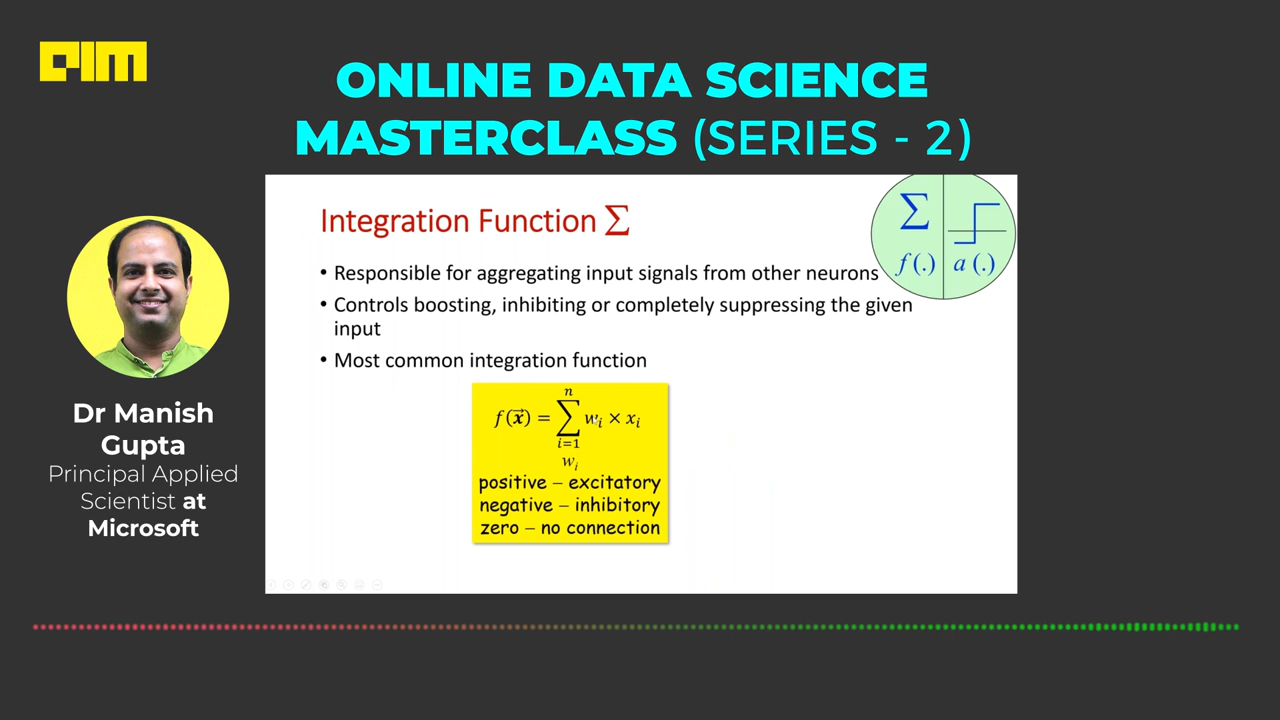 AIM
ONLINE DATA SCIENCE
MASTERCLASS (SERIES - 2)
Dr Manish
Gupta
Principal Applied
Scientist at
Microsoft
Integration Function ∑
• Responsible for aggregating input signals from other neurons
• Controls boosting, inhibiting or completely suppressing the given
input
• Most common integration function
f(x⃗) = ∑ᵢ₌₁ⁿ wᵢ × xᵢ
wᵢ
positive – excitatory
negative – inhibitory
zero – no connection
∑
f(.) a(.)